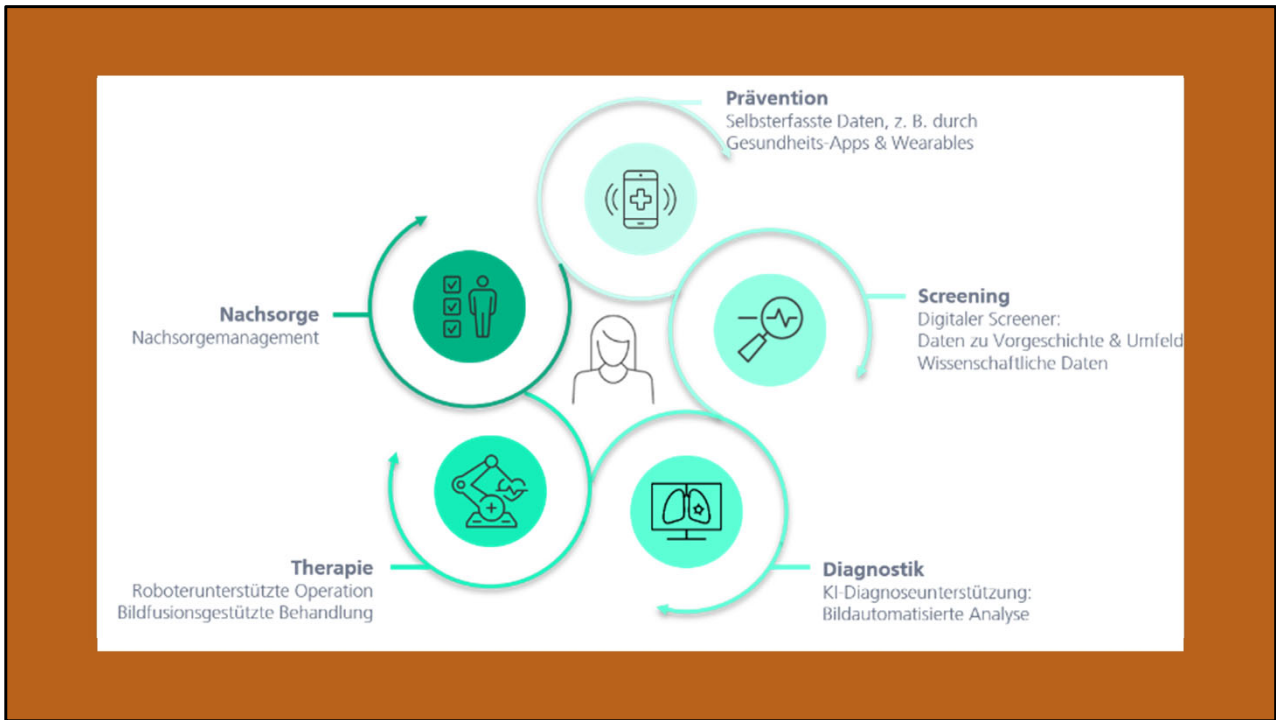 Prävention
Selbsterfasste Daten, z. B. durch
Gesundheits-Apps & Wearables
Screening
Digitaler Screener:
Daten zu Vorgeschichte & Umfeld
Wissenschaftliche Daten
Diagnostik
KI-Diagnoseunterstützung:
Bildautomatisierte Analyse
Therapie
Roboterunterstützte Operation
Bildfusionsgestützte Behandlung
Nachsorge
Nachsorgemanagement